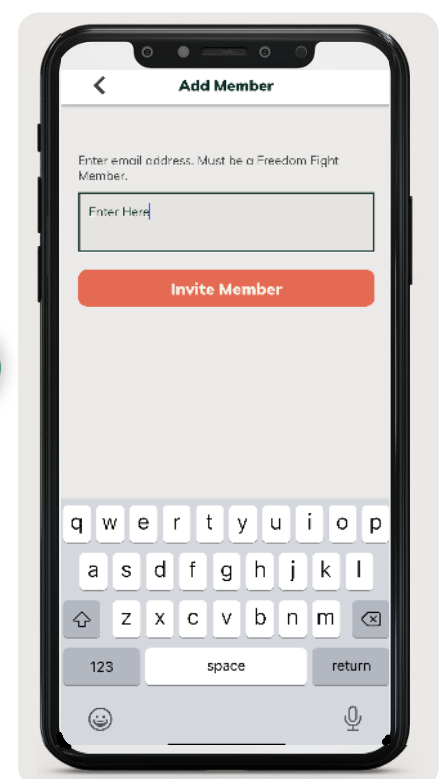 Add Member
Enter email address. Must be a Freedom Fight
Member.
Enter Here
Invite Member
q w e r t y u i o p
a s d f g h j k l
z x c v b n m
123 space return